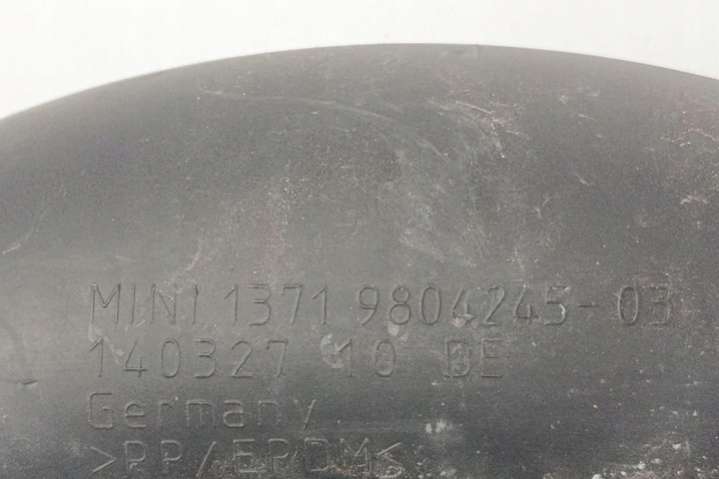 MINI 1371 9804245-03
140327 10 DE
Germany
>PP/EPDM<